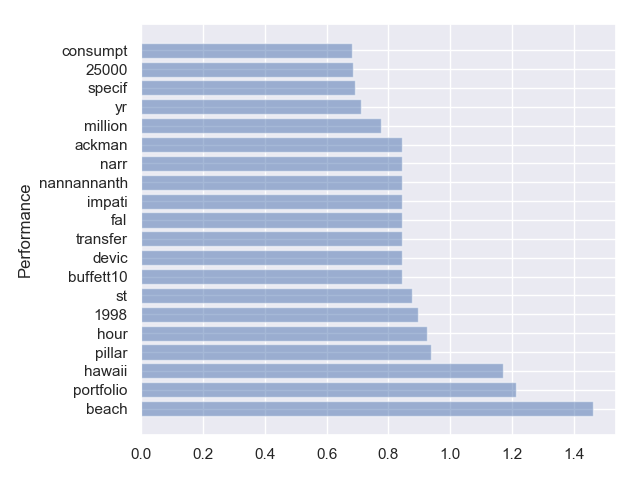 consumpt
25000
specif
yr
million
ackman
narr
nannannanth
impati
fal
transfer
devic
buffett10
st
1998
hour
pillar
hawaii
portfolio
beach
Performance
0.0 0.2 0.4 0.6 0.8 1.0 1.2 1.4